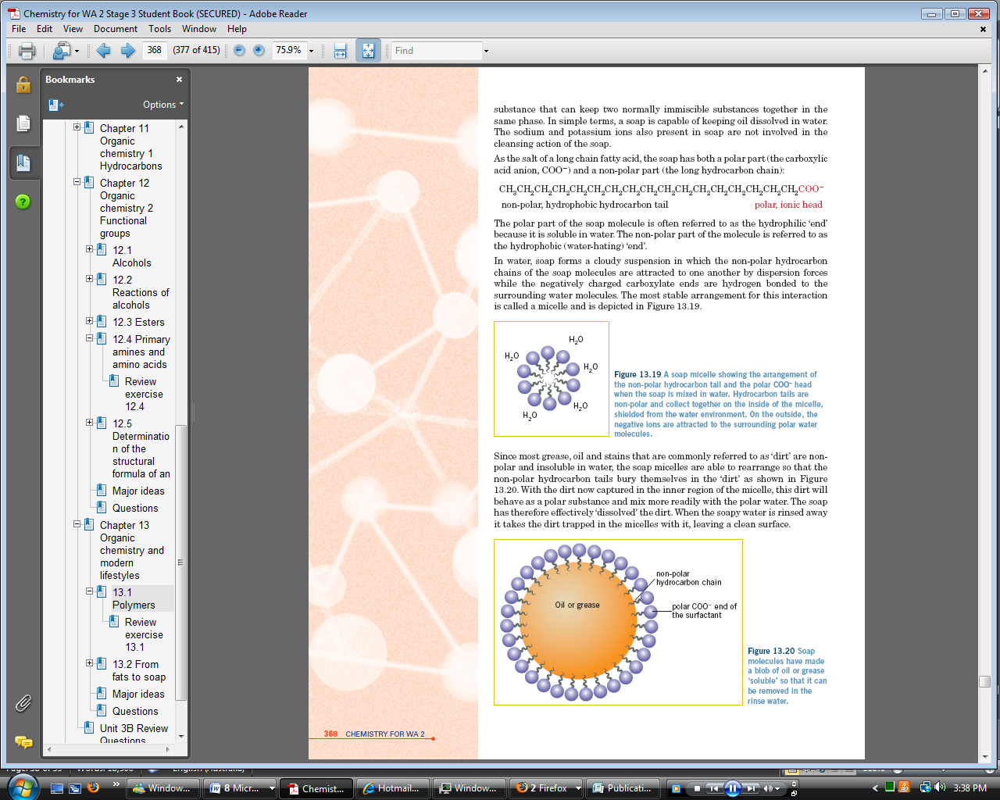 Chemistry for WA 2 Stage 3 Student Book (SECURED) - Adobe Reader
File Edit View Document Tools Window Help
368 (377 of 415) 75.9% Find
Bookmarks
Options
Chapter 11
Organic
chemistry 1
Hydrocarbons
Chapter 12
Organic
chemistry 2
Functional
groups
12.1
Alcohols
12.2
Reactions of
alcohols
12.3 Esters
12.4 Primary
amines and
amino acids
Review
exercise
12.4
12.5
Determinatio
n of the
structural
formula of an
Major ideas
Questions
Chapter 13
Organic
chemistry and
modern
lifestyles
13.1
Polymers
Review
exercise
13.1
13.2 From
fats to soap
Major ideas
Questions
Unit 3B Review
Questions
substance that can keep two normally immiscible substances together in the
same phase. In simple terms, a soap is capable of keeping oil dissolved in water.
The sodium and potassium ions also present in soap are not involved in the
cleansing action of the soap.
As the salt of a long chain fatty acid, the soap has both a polar part (the carboxylic
acid anion, COO⁻) and a non-polar part (the long hydrocarbon chain):
CH₃CH₂CH₂CH₂CH₂CH₂CH₂CH₂CH₂CH₂CH₂CH₂CH₂CH₂CH₂CH₂CH₂COO⁻
non-polar, hydrophobic hydrocarbon tail polar, ionic head
The polar part of the soap molecule is often referred to as the hydrophilic ‘end’
because it is soluble in water. The non-polar part of the molecule is referred to as
the hydrophobic (water-hating) ‘end’.
In water, soap forms a cloudy suspension in which the non-polar hydrocarbon
chains of the soap molecules are attracted to one another by dispersion forces
while the negatively charged carboxylate ends are hydrogen bonded to the
surrounding water molecules. The most stable arrangement for this interaction
is called a micelle and is depicted in Figure 13.19.
H₂O
H₂O
H₂O
H₂O
H₂O
Figure 13.19 A soap micelle showing the arrangement of
the non-polar hydrocarbon tail and the polar COO⁻ head
when the soap is mixed in water. Hydrocarbon tails are
non-polar and collect together on the inside of the micelle,
shielded from the water environment. On the outside, the
negative ions are attracted to the surrounding polar water
molecules.
Since most grease, oil and stains that are commonly referred to as ‘dirt’ are non-
polar and insoluble in water, the soap micelles are able to rearrange so that the
non-polar hydrocarbon tails bury themselves in the ‘dirt’ as shown in Figure
13.20. With the dirt now captured in the inner region of the micelle, this dirt will
behave as a polar substance and mix more readily with the polar water. The soap
has therefore effectively ‘dissolved’ the dirt. When the soapy water is rinsed away
it takes the dirt trapped in the micelles with it, leaving a clean surface.
Oil or grease
non-polar
hydrocarbon chain
polar COO⁻ end of
the surfactant
Figure 13.20 Soap
molecules have made
a blob of oil or grease
‘soluble’ so that it can
be removed in the
rinse water.
368 CHEMISTRY FOR WA 2
Window... 8 Micr... Chemist... Hotmail... Window... 2 Firefox Publicati... 3:38 PM